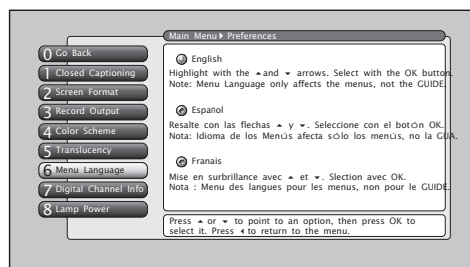 Main Menu ▶ Preferences
0 Go Back
1 Closed Captioning
2 Screen Format
3 Record Output
4 Color Scheme
5 Translucency
6 Menu Language
7 Digital Channel Info
8 Lamp Power
English
Highlight with the ▲and ▼ arrows. Select with the OK button.
Note: Menu Language only affects the menus, not the GUIDE.
Español
Resalte con las flechas ▲ y ▼. Seleccione con el botón OK.
Nota: Idioma de los Menús afecta sólo los menús, no la GUA.
Franais
Mise en surbrillance avec ▲ et ▼. Slection avec OK.
Nota : Menu des langues pour les menus, non pour le GUIDE.
Press ▲ or ▼ to point to an option, then press OK to
select it. Press ◀ to return to the menu.